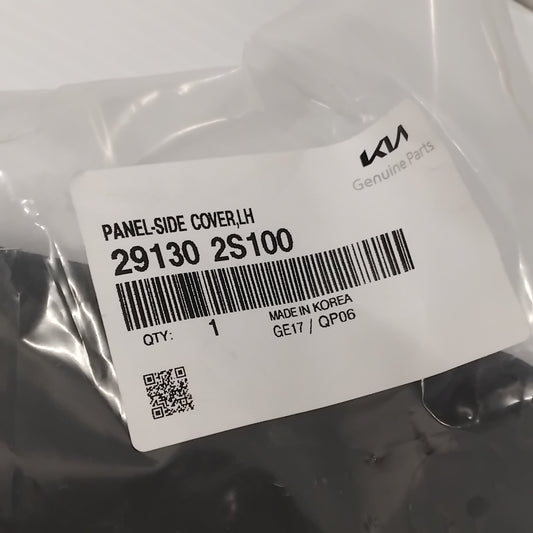 KIA
Genuine Parts
PANEL-SIDE COVER,LH
29130 2S100
QTY: 1 MADE IN KOREA
GE17 / QP06